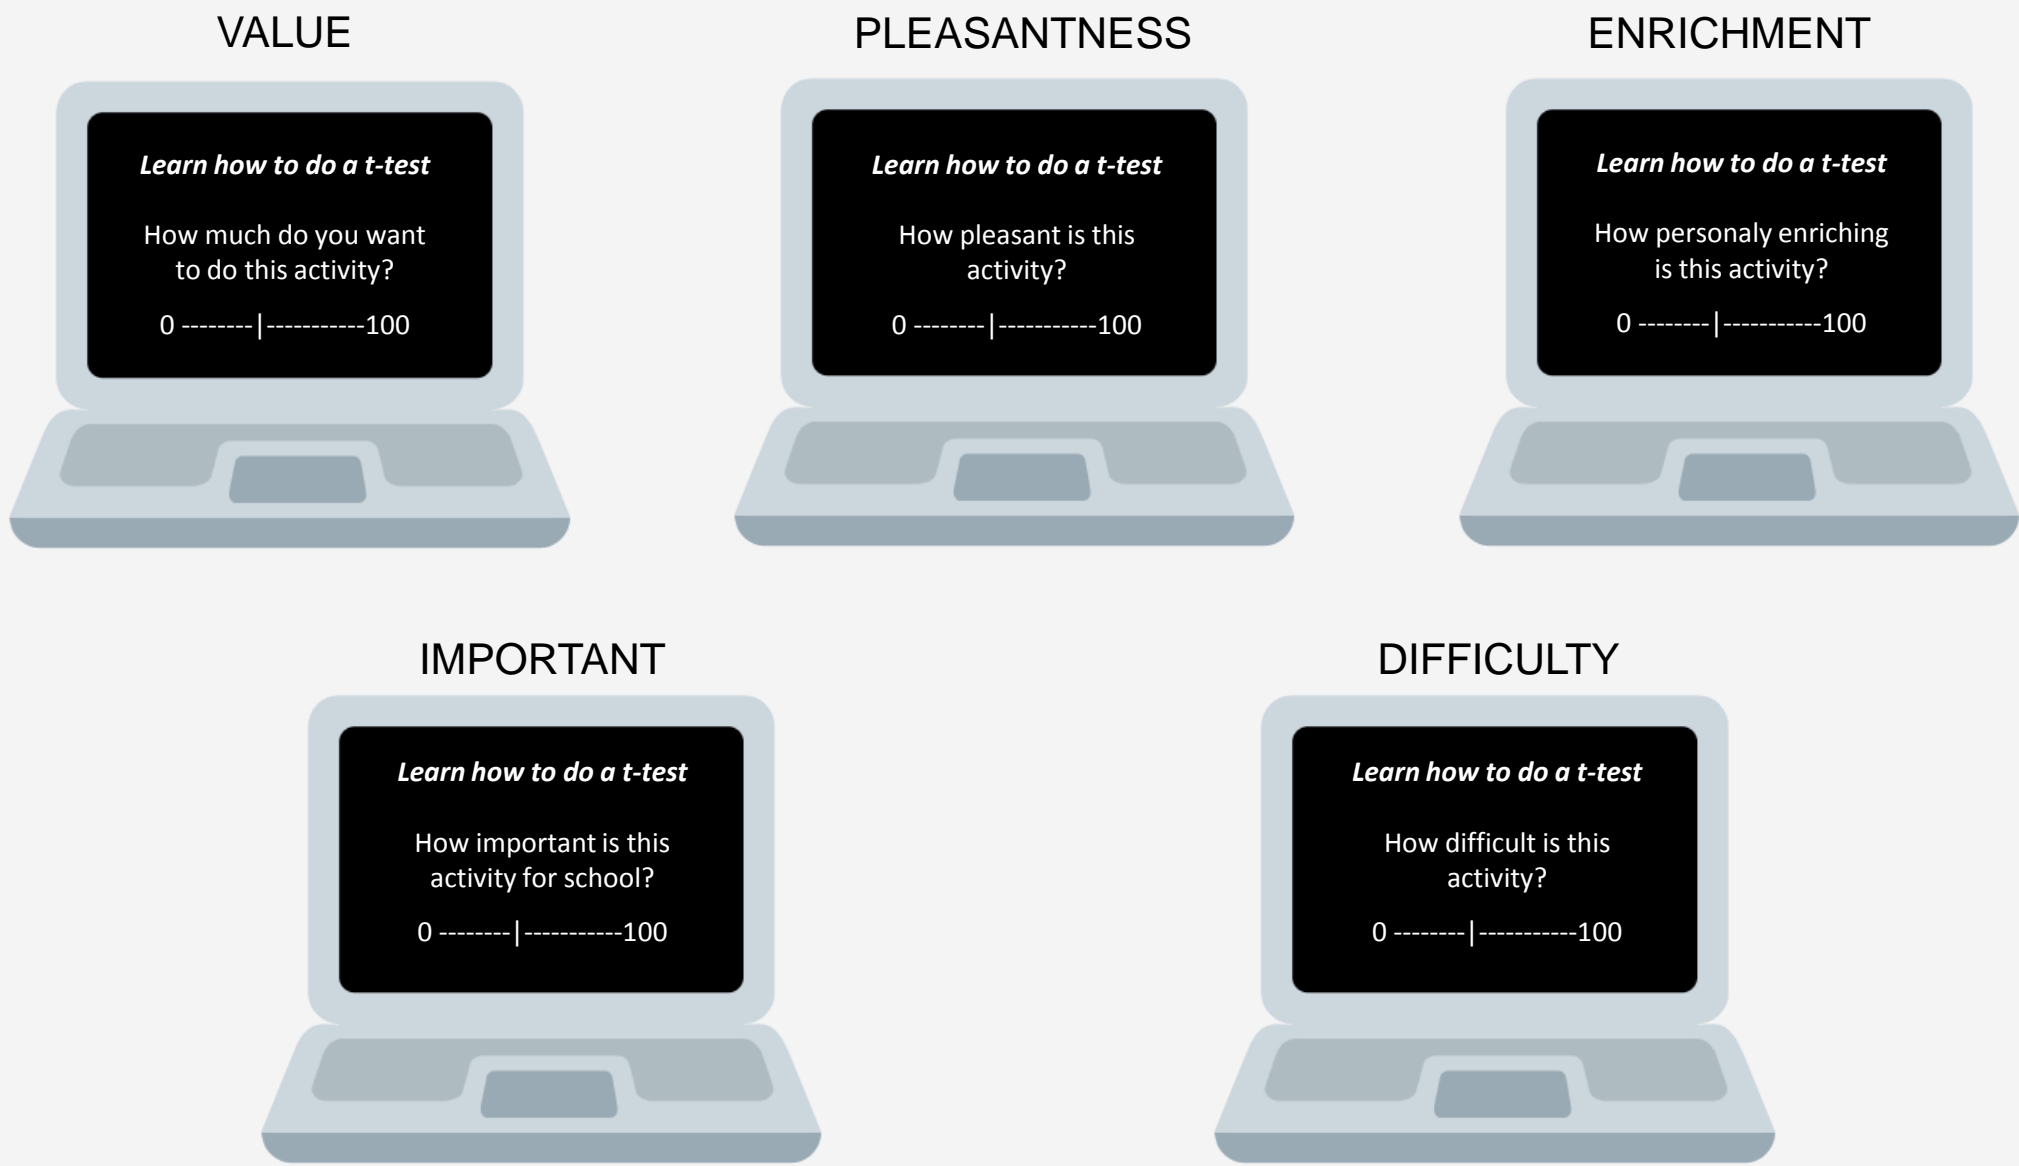 VALUE
Learn how to do a t-test
How much do you want
to do this activity?
0 --------|-----------100
PLEASANTNESS
Learn how to do a t-test
How pleasant is this
activity?
0 --------|-----------100
ENRICHMENT
Learn how to do a t-test
How personaly enriching
is this activity?
0 --------|-----------100
IMPORTANT
Learn how to do a t-test
How important is this
activity for school?
0 --------|-----------100
DIFFICULTY
Learn how to do a t-test
How difficult is this
activity?
0 --------|-----------100